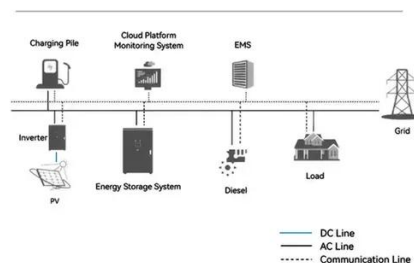 Charging Pile
Cloud Platform
Monitoring System
EMS
Grid
Inverter
PV
Energy Storage System
Diesel
Load
DC Line
AC Line
Communication Line